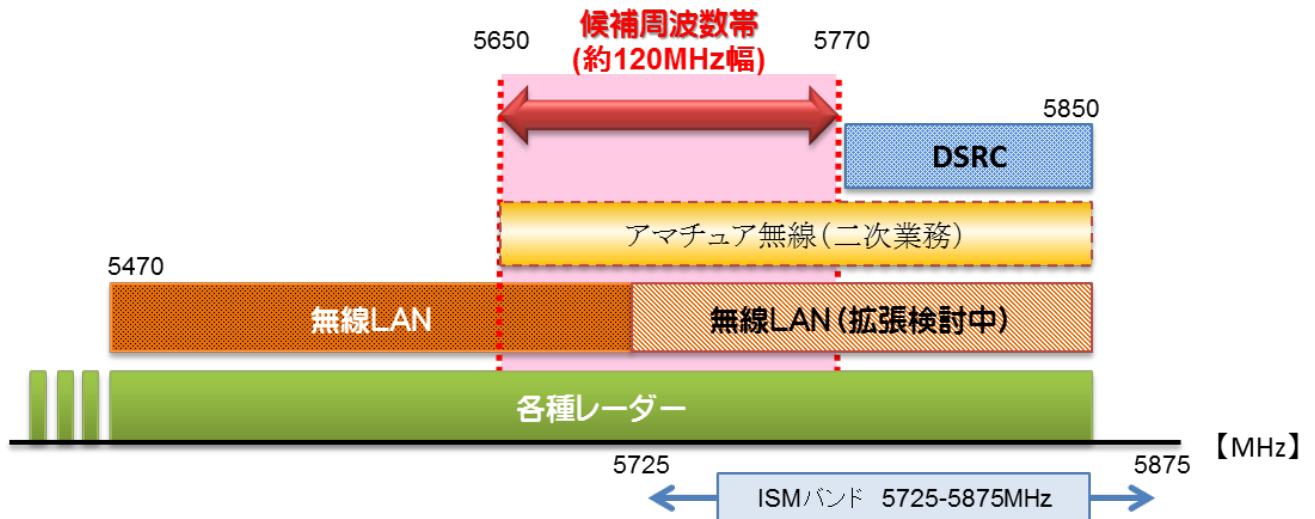 候補周波数帯
(約120MHz幅)
5650
5770
5850
DSRC
アマチュア無線(二次業務)
5470
無線LAN
無線LAN(拡張検討中)
各種レーダー
【MHz】
5725
5875
ISMバンド 5725-5875MHz